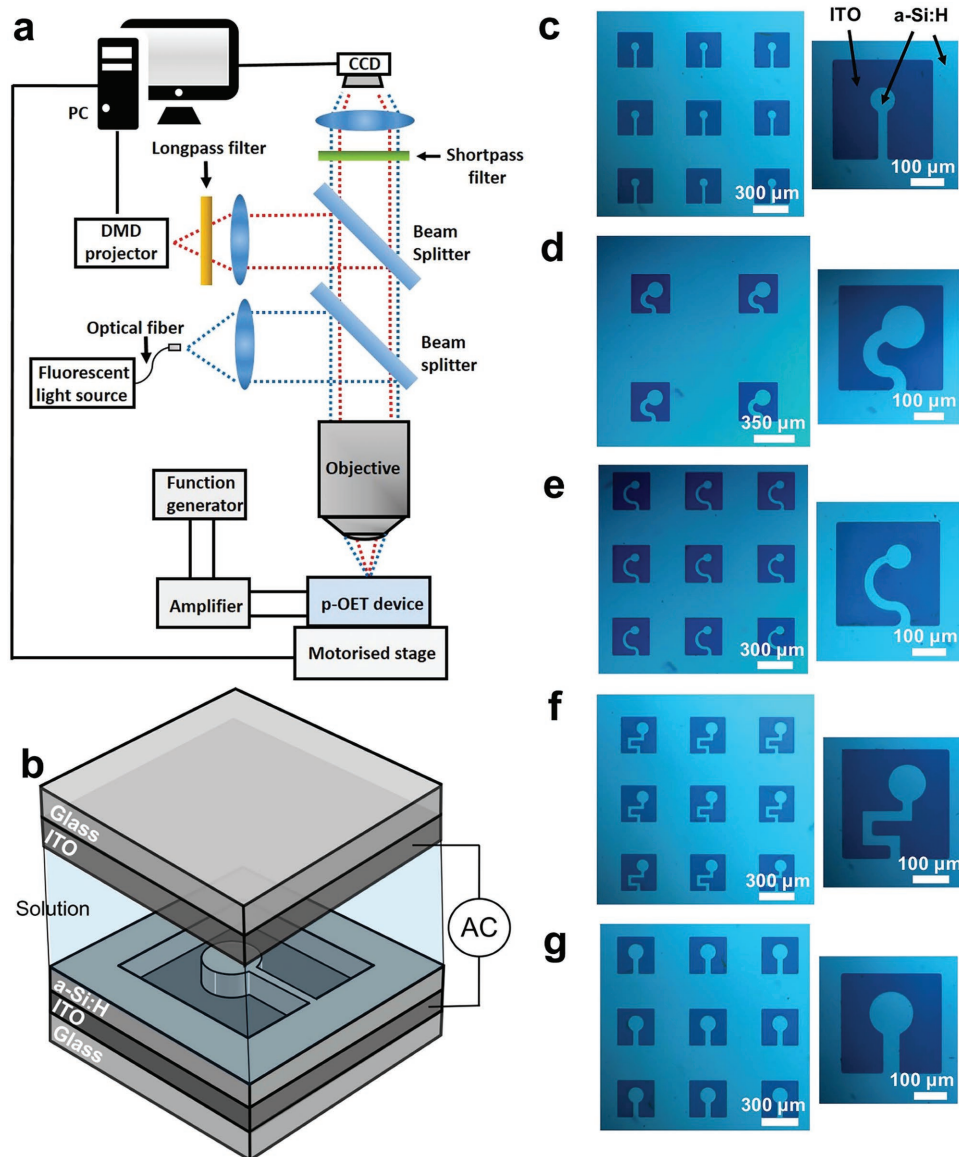 a
CCD
PC
Longpass filter
Shortpass
filter
DMD
projector
Beam
Splitter
Optical fiber
Beam
splitter
Fluorescent
light source
Objective
Function
generator
Amplifier
p-OET device
Motorised stage
b
Glass
ITO
Solution
AC
a-Si:H
ITO
Glass
c
ITO
a-Si:H
300 µm
100 µm
d
350 µm
100 µm
e
300 µm
100 µm
f
300 µm
100 µm
g
300 µm
100 µm